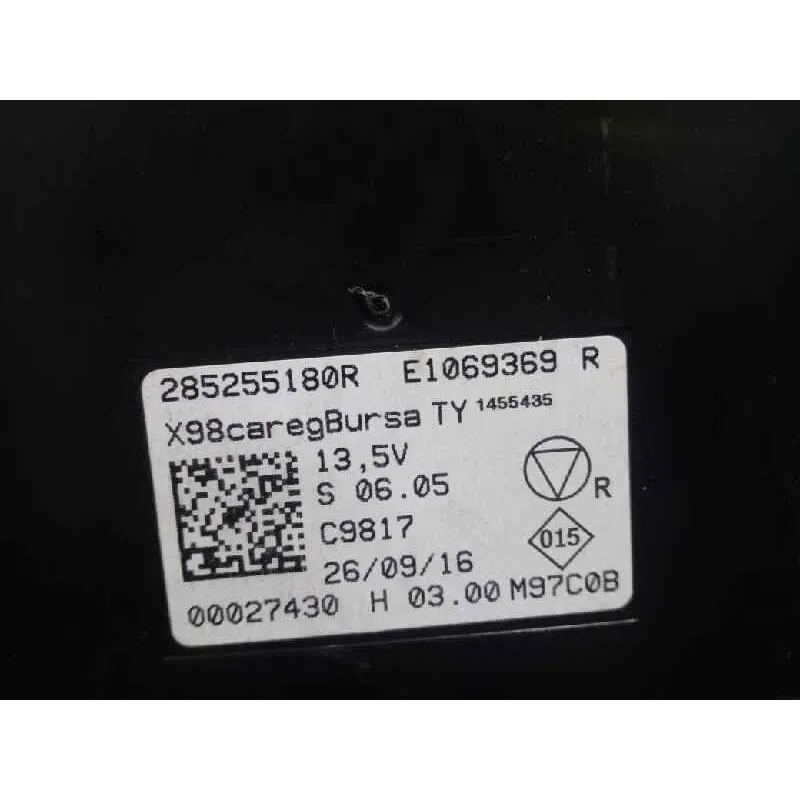 285255180R E1069369 R
X98caregBursa TY 1455435
13,5V
S 06.05
R
C9817
015
26/09/16
00027430 H 03.00 M97C0B